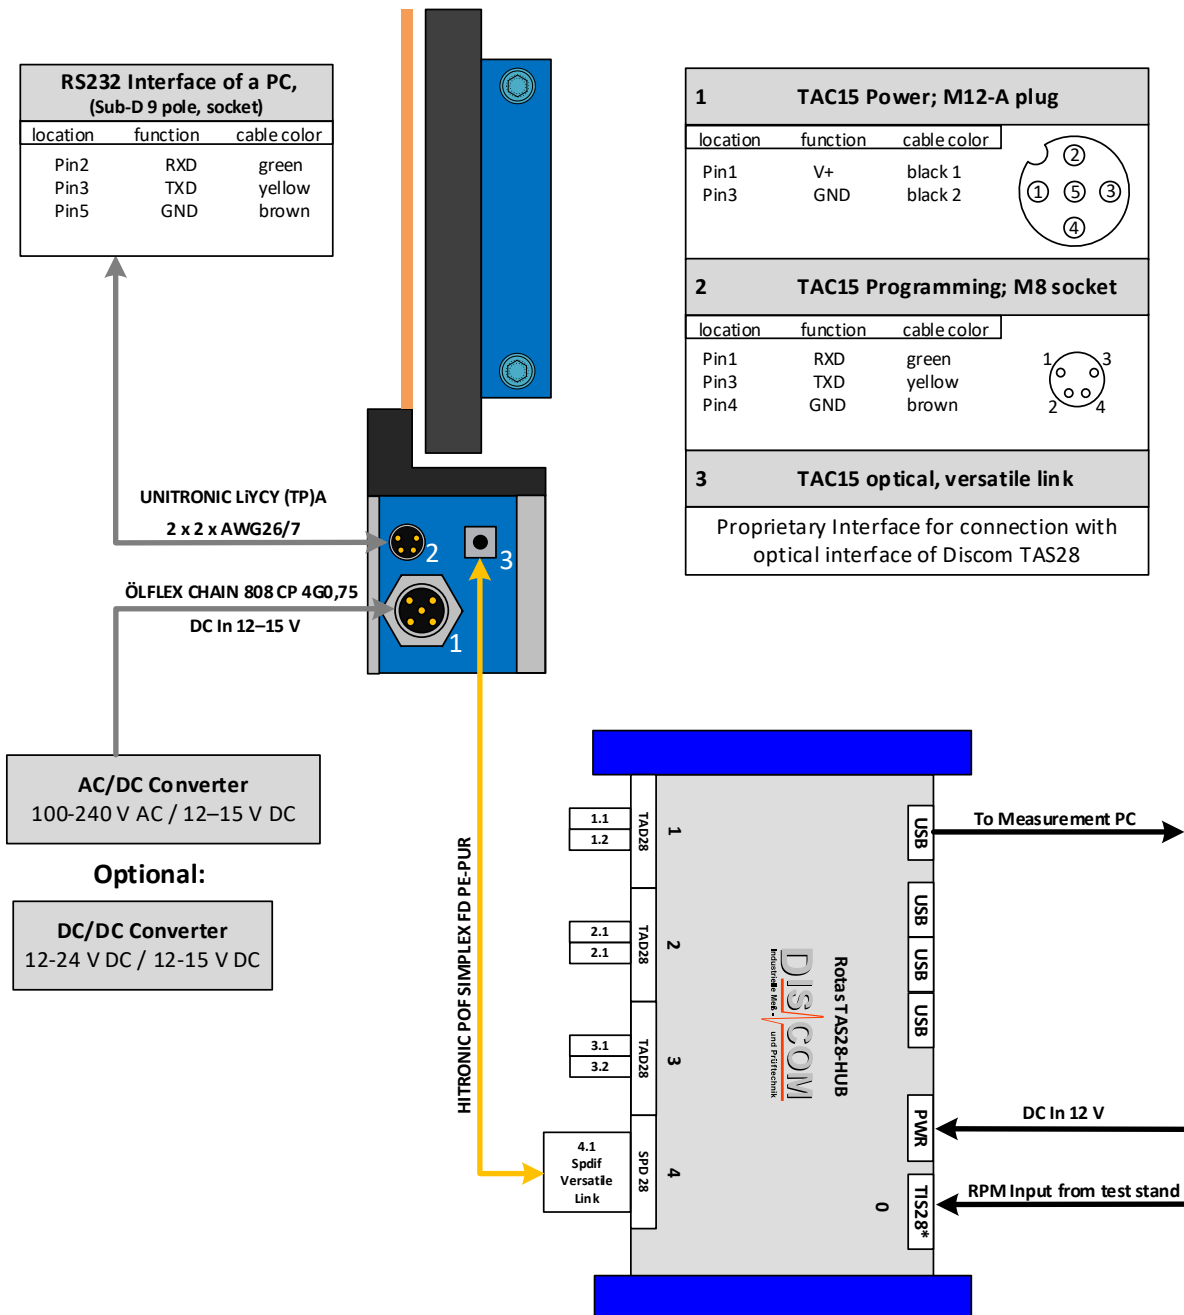 RS232 Interface of a PC,
(Sub-D 9 pole, socket)
location function cable color
Pin2 RXD green
Pin3 TXD yellow
Pin5 GND brown
1 TAC15 Power; M12-A plug
location function cable color
Pin1 V+ black 1
Pin3 GND black 2
2
1 5 3
4
2 TAC15 Programming; M8 socket
location function cable color
Pin1 RXD green
Pin3 TXD yellow
Pin4 GND brown
1 3
2 4
3 TAC15 optical, versatile link
Proprietary Interface for connection with
optical interface of Discom TAS28
UNITRONIC LiYCY (TP)A
2 x 2 x AWG26/7
ÖLFLEX CHAIN 808 CP 4G0,75
DC In 12–15 V
2
3
1
AC/DC Converter
100-240 V AC / 12–15 V DC
Optional:
DC/DC Converter
12-24 V DC / 12-15 V DC
HITRONIC POF SIMPLEX FD PE-PUR
1.1
1.2
TAD28
1
2.1
2.1
TAD28
2
3.1
3.2
TAD28
3
4.1
Spdif
Versatile
Link
SPD 28
4
Rotas TAS28-HUB
DISCOM
Industrielle Meß - und Prüftechnik
USB
To Measurement PC
USB
USB
USB
PWR
DC In 12 V
0
TIS28*
RPM Input from test stand